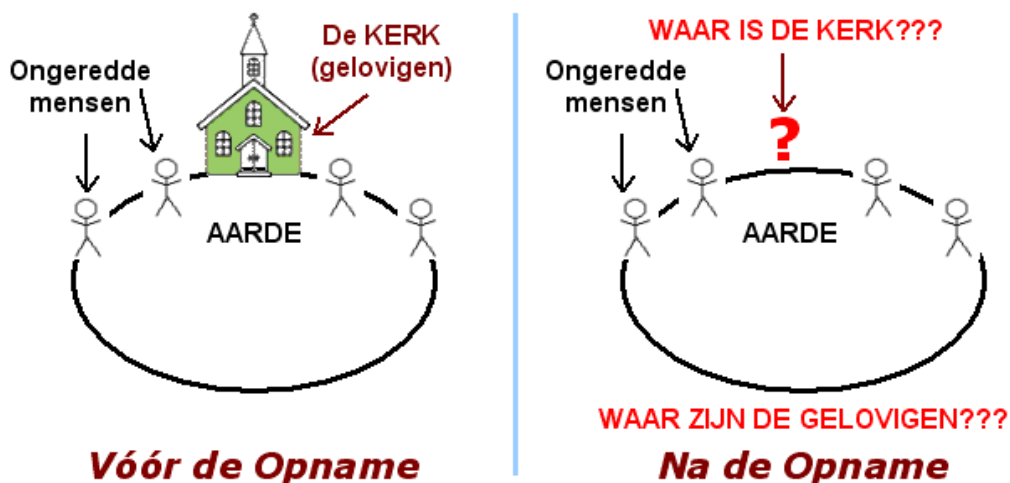 De KERK
(gelovigen)
Ongeredde
mensen
AARDE
Vóór de Opname
WAAR IS DE KERK???
Ongeredde
mensen
?
AARDE
WAAR ZIJN DE GELOVIGEN???
Na de Opname